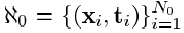 ℵ₀ = {(𝐱ᵢ, 𝐭ᵢ)}ᵢ₌₁^{N₀}